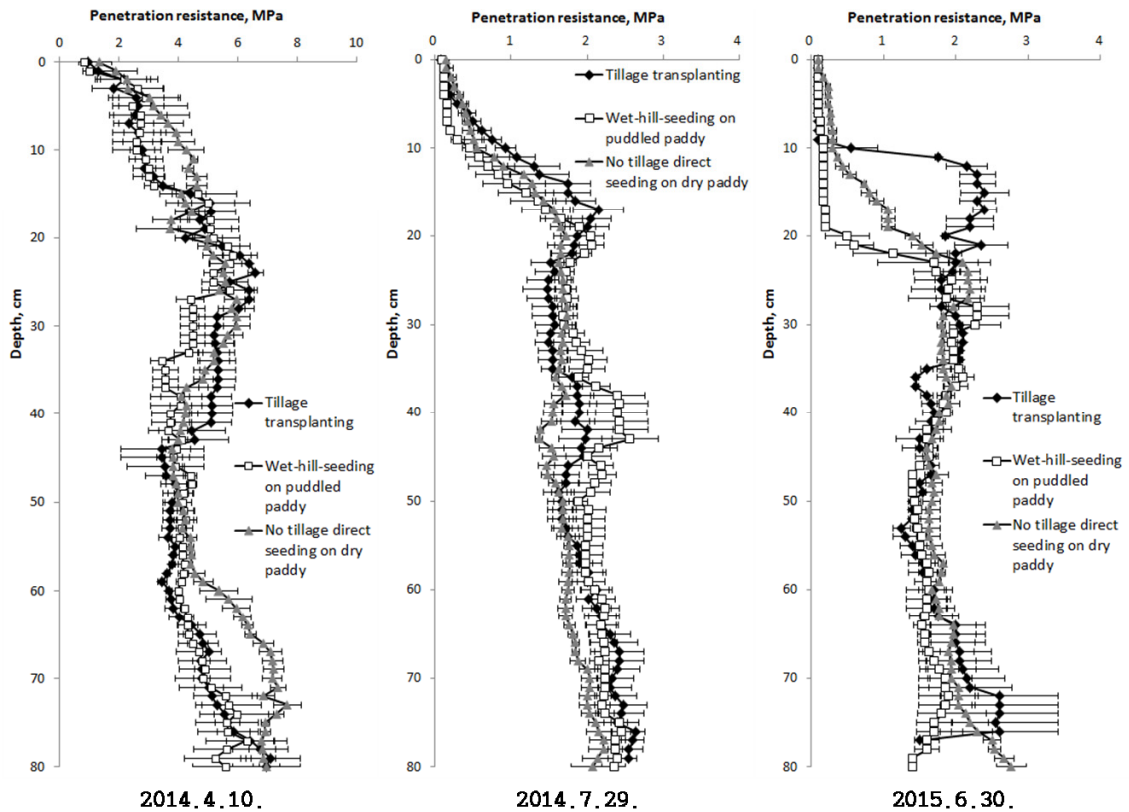 Penetration resistance, MPa
0 2 4 6 8 10
0
10
20
30
40
50
60
70
80
Depth, cm
Tillage
transplanting
Wet-hill-seeding
on puddled
paddy
No tillage direct
seeding on dry
paddy
2014.4.10.
Penetration resistance, MPa
0 1 2 3 4
0
10
20
30
40
50
60
70
80
Depth, cm
Tillage transplanting
Wet-hill-seeding on
puddled paddy
No tillage direct
seeding on dry paddy
2014.7.29.
Penetration resistance, MPa
0 1 2 3 4
0
10
20
30
40
50
60
70
80
Depth, cm
Tillage
transplanting
Wet-hill-seeding
on puddled
paddy
No tillage direct
seeding on dry
paddy
2015.6.30.